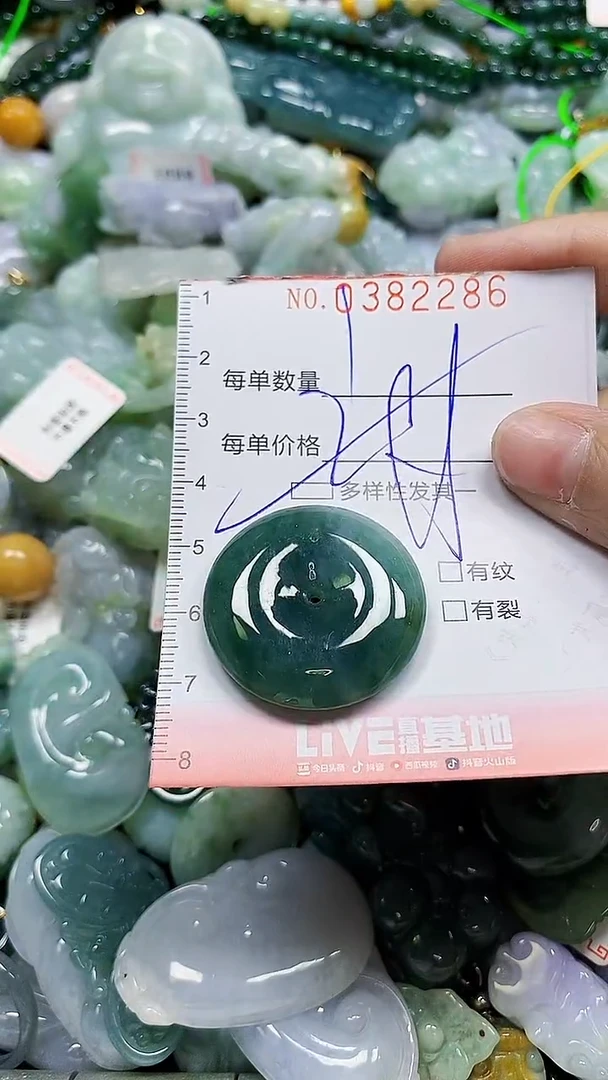 NO.0382286
1
2
每单数量
3
每单价格
4
多样性发其一
5
有纹
6
有裂
7
LiVE直播基地
8
今日头条 抖音 西瓜视频 抖音火山版